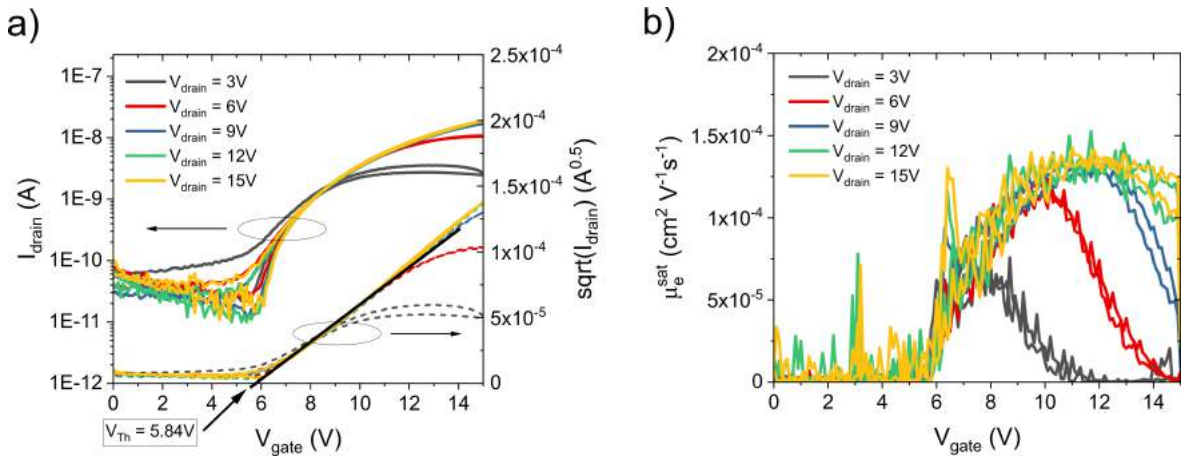 a)
1E-7
1E-8
1E-9
1E-10
1E-11
1E-12
I_drain (A)
V_drain = 3V
V_drain = 6V
V_drain = 9V
V_drain = 12V
V_drain = 15V
2.5x10⁻⁴
2x10⁻⁴
1.5x10⁻⁴
1x10⁻⁴
5x10⁻⁵
0
sqrt(I_drain) (A^0.5)
0 2 4 6 8 10 12 14
V_gate (V)
V_Th = 5.84V
b)
2x10⁻⁴
1.5x10⁻⁴
1x10⁻⁴
5x10⁻⁵
0
μ_e^sat (cm² V⁻¹s⁻¹)
V_drain = 3V
V_drain = 6V
V_drain = 9V
V_drain = 12V
V_drain = 15V
0 2 4 6 8 10 12 14
V_gate (V)